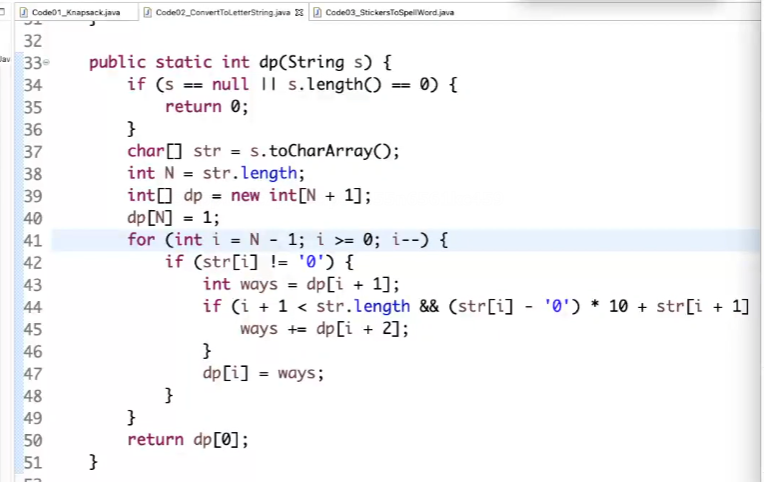 Code01_Knapsack.java Code02_ConvertToLetterString.java Code03_StickersToSpellWord.java
32
Jav
33 public static int dp(String s) {
34 if (s == null || s.length() == 0) {
35 return 0;
36 }
37 char[] str = s.toCharArray();
38 int N = str.length;
39 int[] dp = new int[N + 1];
40 dp[N] = 1;
41 for (int i = N - 1; i >= 0; i--) {
42 if (str[i] != '0') {
43 int ways = dp[i + 1];
44 if (i + 1 < str.length && (str[i] - '0') * 10 + str[i + 1]
45 ways += dp[i + 2];
46 }
47 dp[i] = ways;
48 }
49 }
50 return dp[0];
51 }